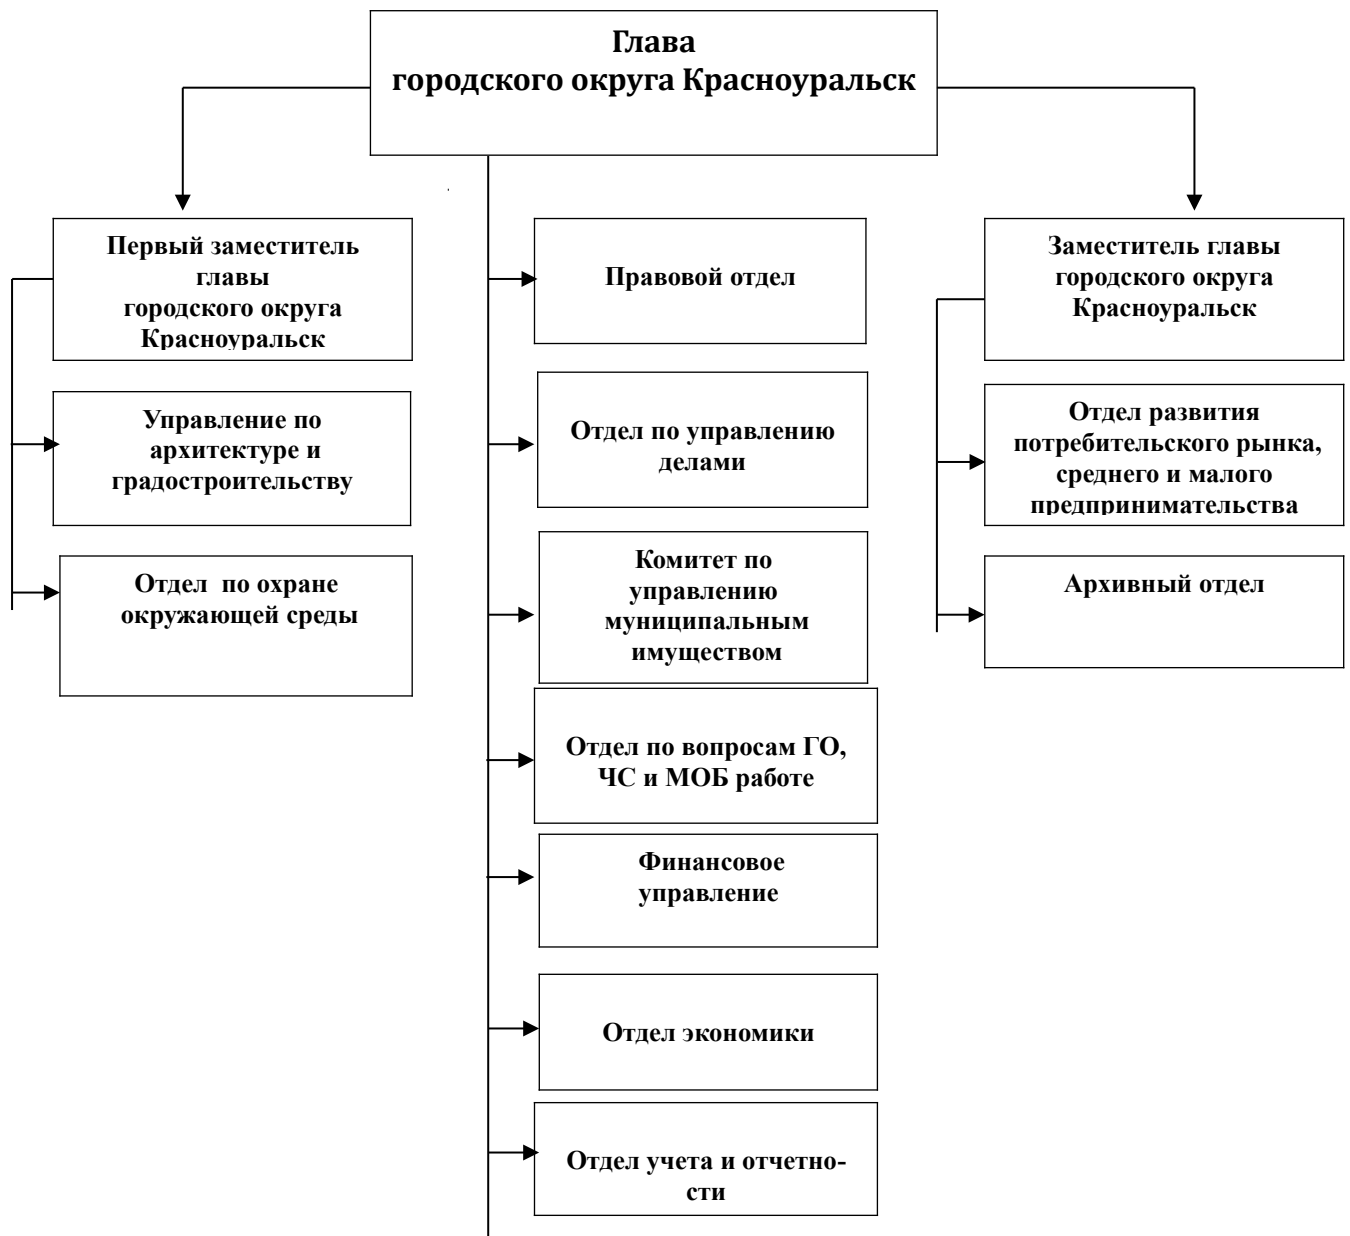 Глава
городского округа Красноуральск
Первый заместитель
главы
городского округа
Красноуральск
Управление по
архитектуре и
градостроительству
Отдел  по охране
окружающей среды
Правовой отдел
Отдел по управлению
делами
Комитет по
управлению
муниципальным
имуществом
Отдел по вопросам ГО,
ЧС и МОБ работе
Финансовое
управление
Отдел экономики
Отдел учета и отчетно-
сти
Заместитель главы
городского округа
Красноуральск
Отдел развития
потребительского рынка,
среднего и малого
предпринимательства
Архивный отдел